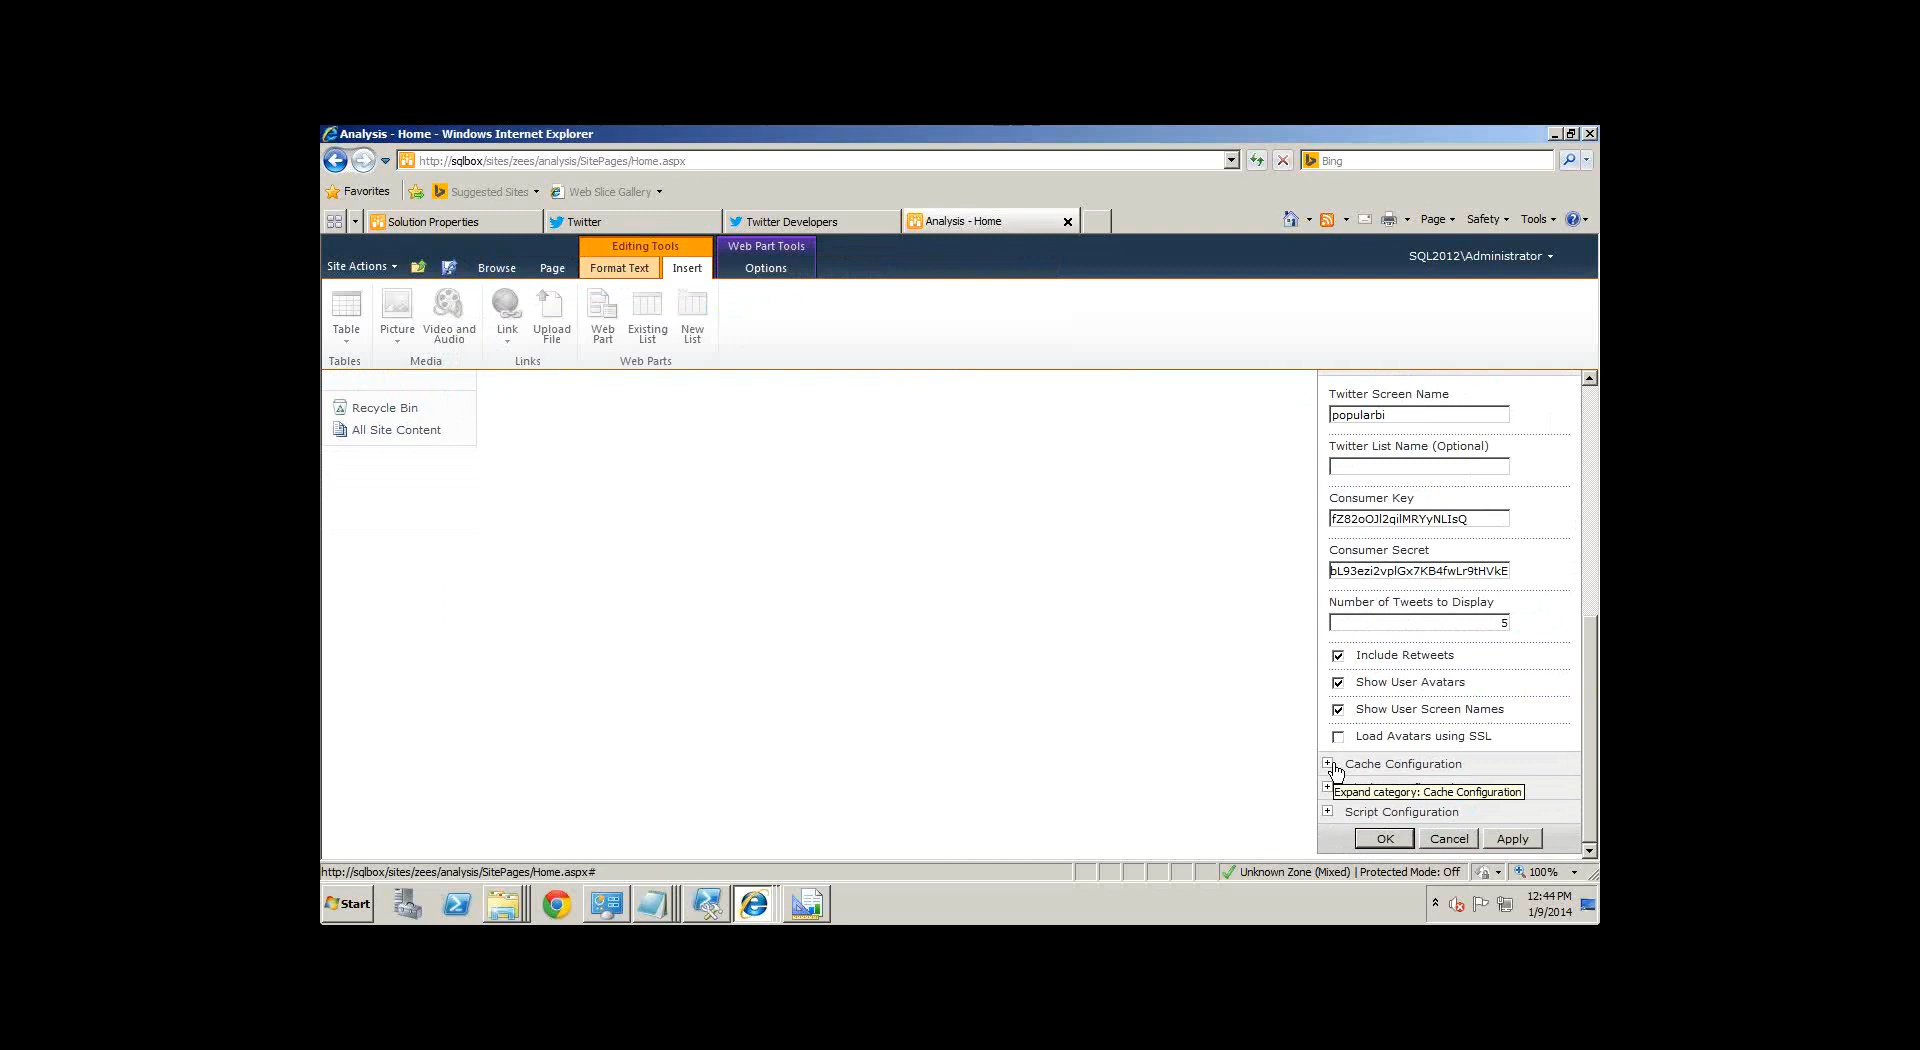 Analysis - Home - Windows Internet Explorer
http://sqlbox/sites/zees/analysis/SitePages/Home.aspx
Bing
Favorites
Suggested Sites
Web Slice Gallery
Solution Properties
Twitter
Twitter Developers
Analysis - Home
Page
Safety
Tools
Editing Tools
Web Part Tools
Site Actions
Browse
Page
Format Text
Insert
Options
SQL2012\Administrator
Table
Picture
Video and Audio
Link
Upload File
Web Part
Existing List
New List
Tables
Media
Links
Web Parts
Recycle Bin
All Site Content
Twitter Screen Name
popularbi
Twitter List Name (Optional)
Consumer Key
fZ82oOJl2qilMRYyNLIsQ
Consumer Secret
bL93ezi2vplGx7KB4fwLr9tHVkE
Number of Tweets to Display
5
Include Retweets
Show User Avatars
Show User Screen Names
Load Avatars using SSL
Cache Configuration
Expand category: Cache Configuration
Script Configuration
OK
Cancel
Apply
http://sqlbox/sites/zees/analysis/SitePages/Home.aspx#
Unknown Zone (Mixed) | Protected Mode: Off
100%
Start
12:44 PM
1/9/2014